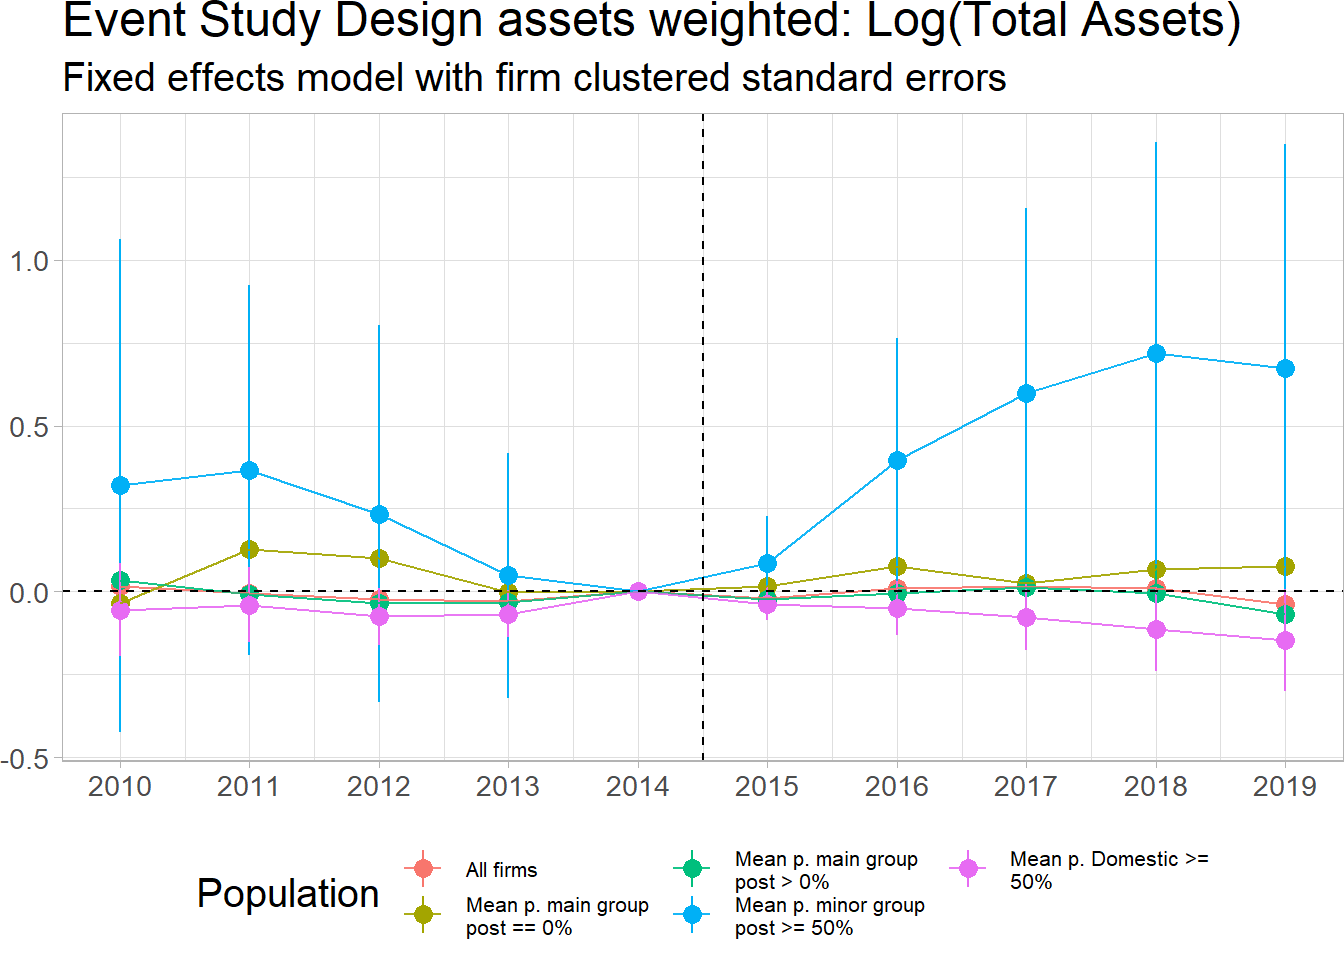 Event Study Design assets weighted: Log(Total Assets)
Fixed effects model with firm clustered standard errors
1.0
0.5
0.0
-0.5
2010 2011 2012 2013 2014 2015 2016 2017 2018 2019
Population
All firms
Mean p. main group
post == 0%
Mean p. main group
post > 0%
Mean p. minor group
post >= 50%
Mean p. Domestic >=
50%